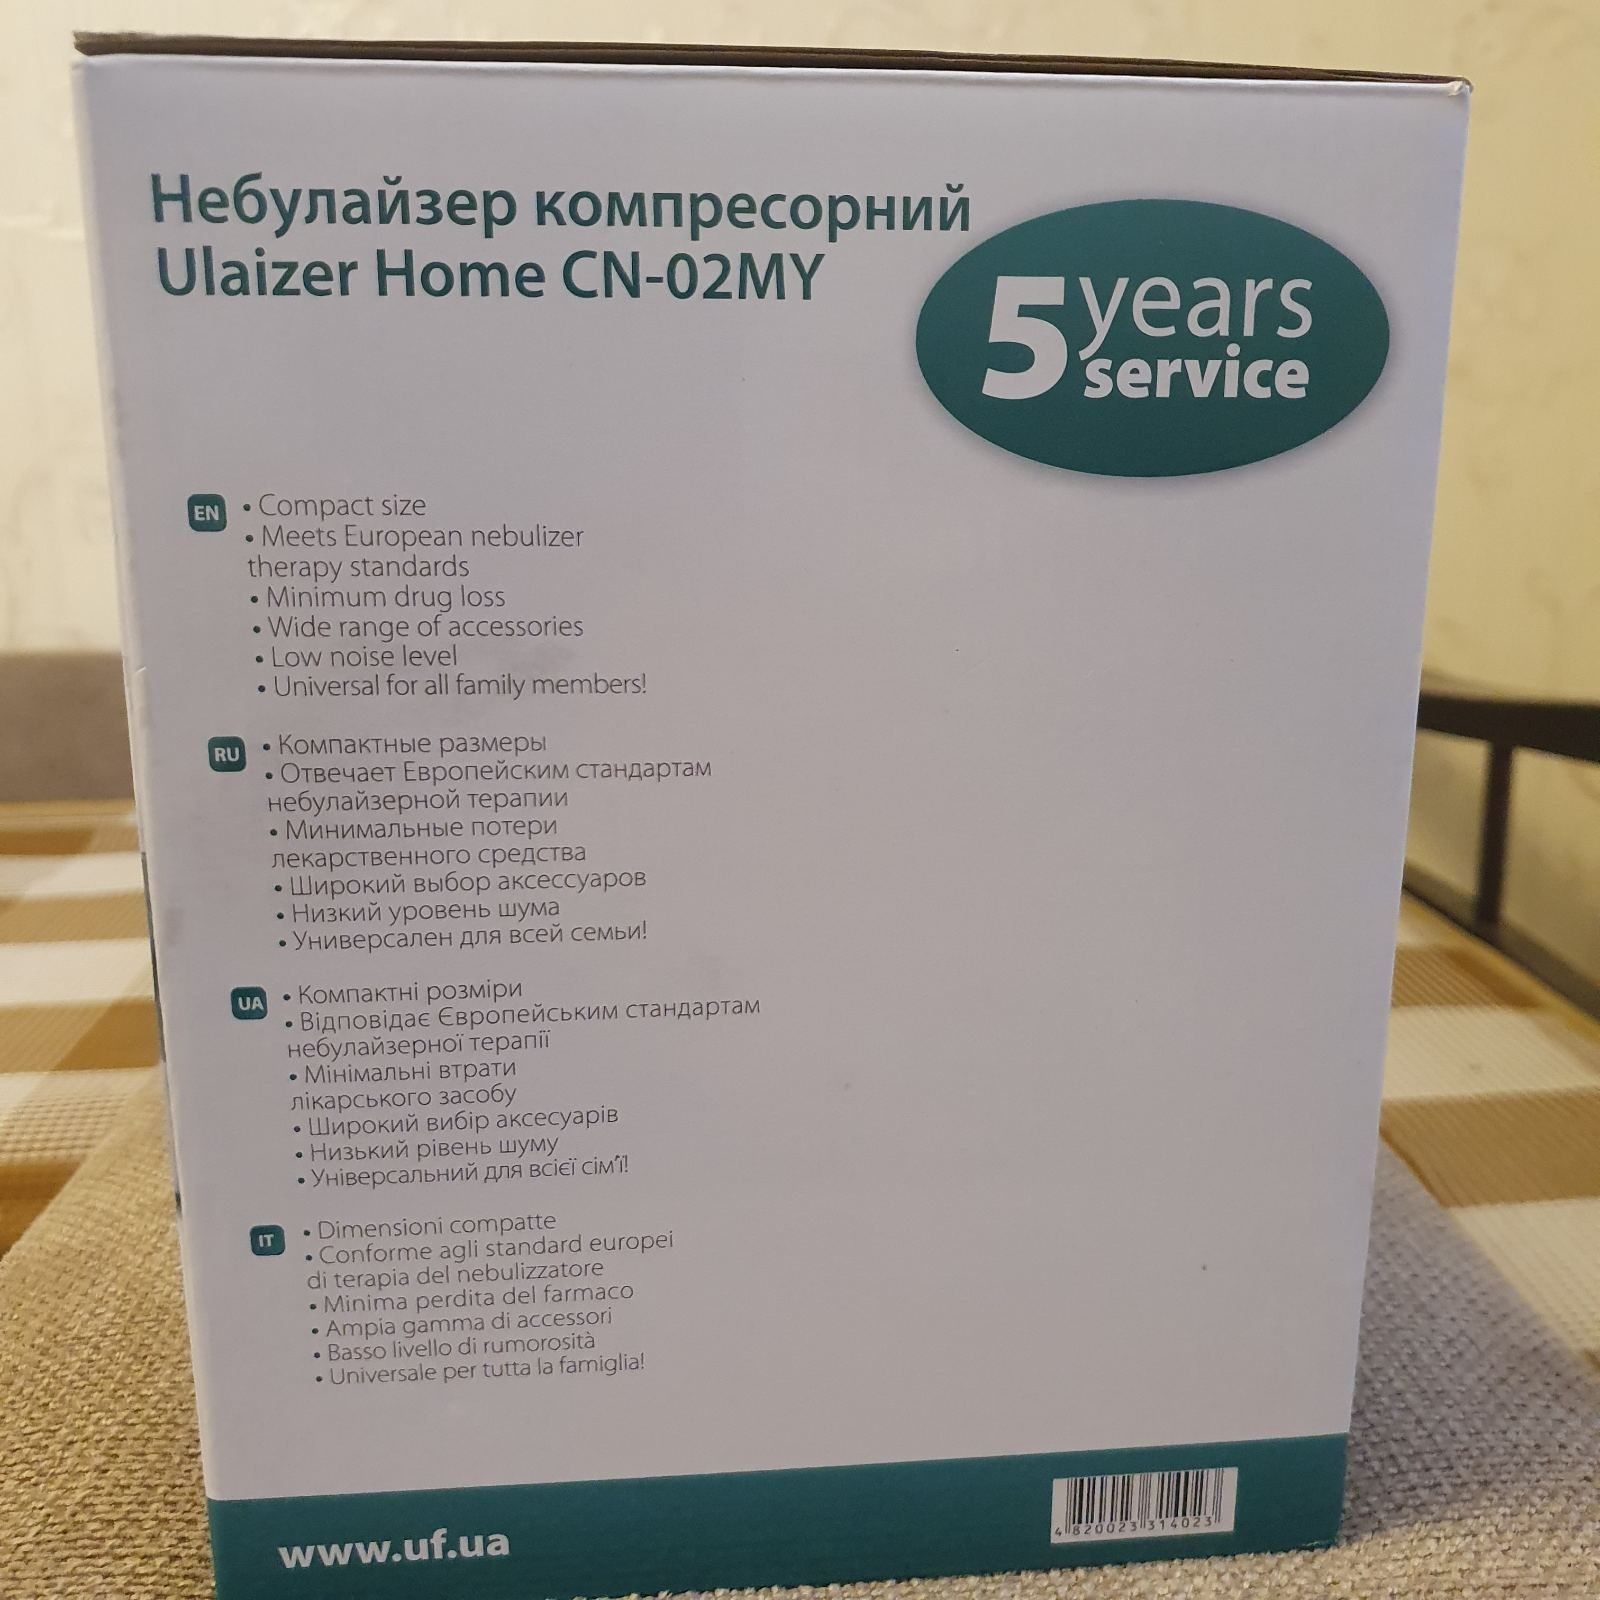 Небулайзер компресорний
Ulaizer Home CN-02MY
5 years
service
EN
• Compact size
• Meets European nebulizer
therapy standards
• Minimum drug loss
• Wide range of accessories
• Low noise level
• Universal for all family members!
RU
• Компактные размеры
• Отвечает Европейским стандартам
небулайзерной терапии
• Минимальные потери
лекарственного средства
• Широкий выбор аксессуаров
• Низкий уровень шума
• Универсален для всей семьи!
UA
• Компактні розміри
• Відповідає Європейським стандартам
небулайзерної терапії
• Мінімальні втрати
лікарського засобу
• Широкий вибір аксесуарів
• Низький рівень шуму
• Універсальний для всієї сім'ї!
IT
• Dimensioni compatte
• Conforme agli standard europei
di terapia del nebulizzatore
• Minima perdita del farmaco
• Ampia gamma di accessori
• Basso livello di rumorosità
• Universale per tutta la famiglia!
www.uf.ua
4 820023 314023